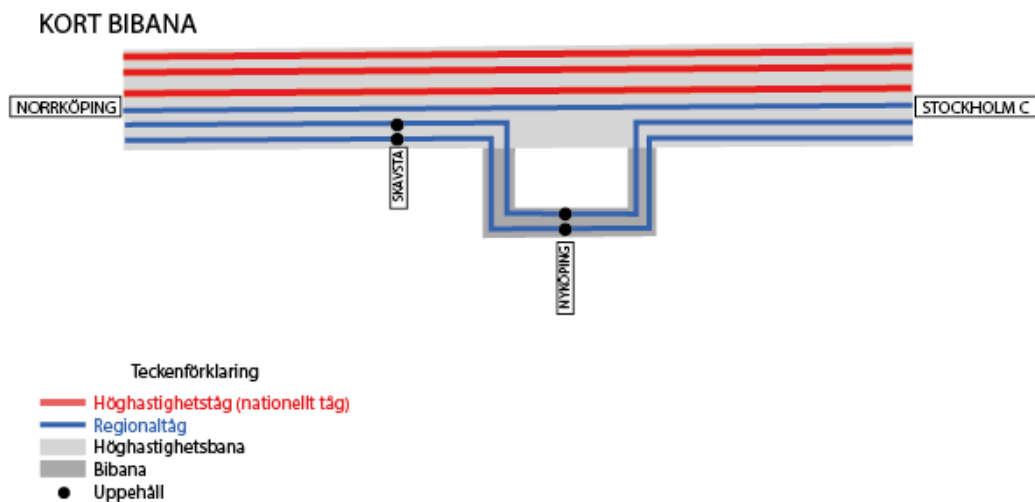 KORT BIBANA
NORRKÖPING
STOCKHOLM C
SKAVSTA
NYKÖPING
Teckenförklaring
Höghastighetståg (nationellt tåg)
Regionaltåg
Höghastighetsbana
Bibana
Uppehåll